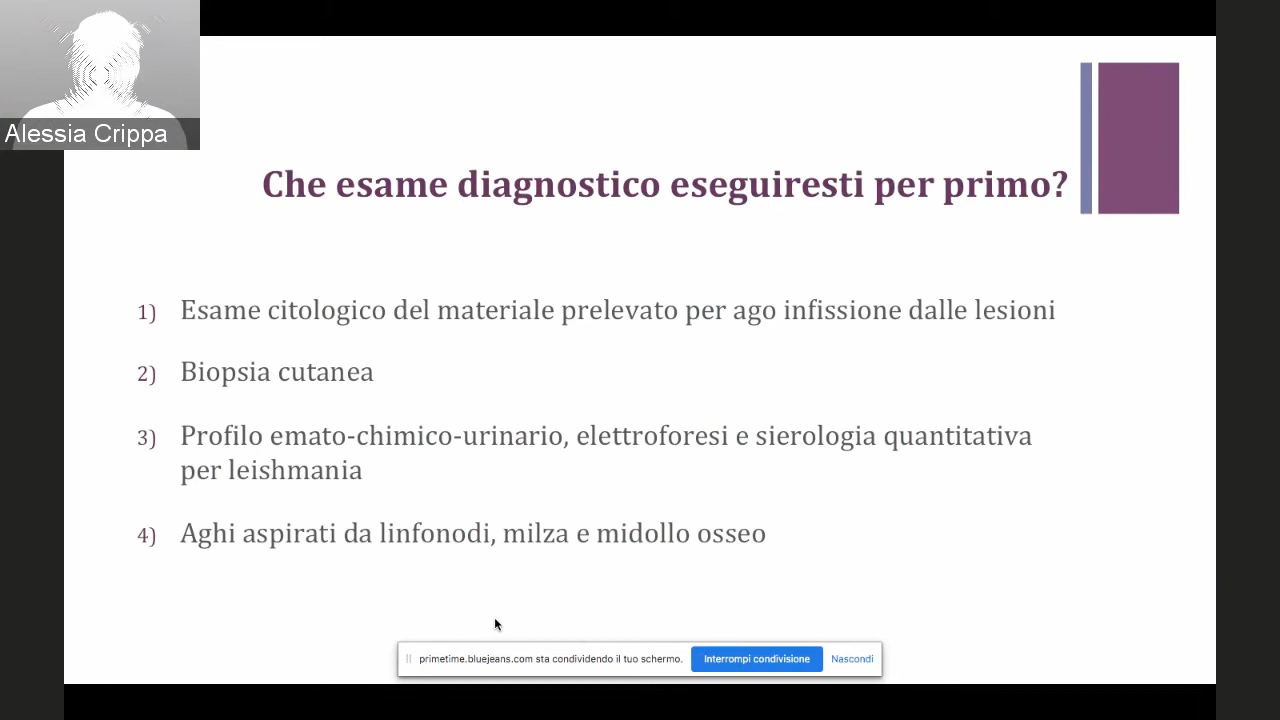 Alessia Crippa
Che esame diagnostico eseguiresti per primo?
1) Esame citologico del materiale prelevato per ago infissione dalle lesioni
2) Biopsia cutanea
3) Profilo emato-chimico-urinario, elettroforesi e sierologia quantitativa
per leishmania
4) Aghi aspirati da linfonodi, milza e midollo osseo
primetime.bluejeans.com sta condividendo il tuo schermo. Interrompi condivisione Nascondi